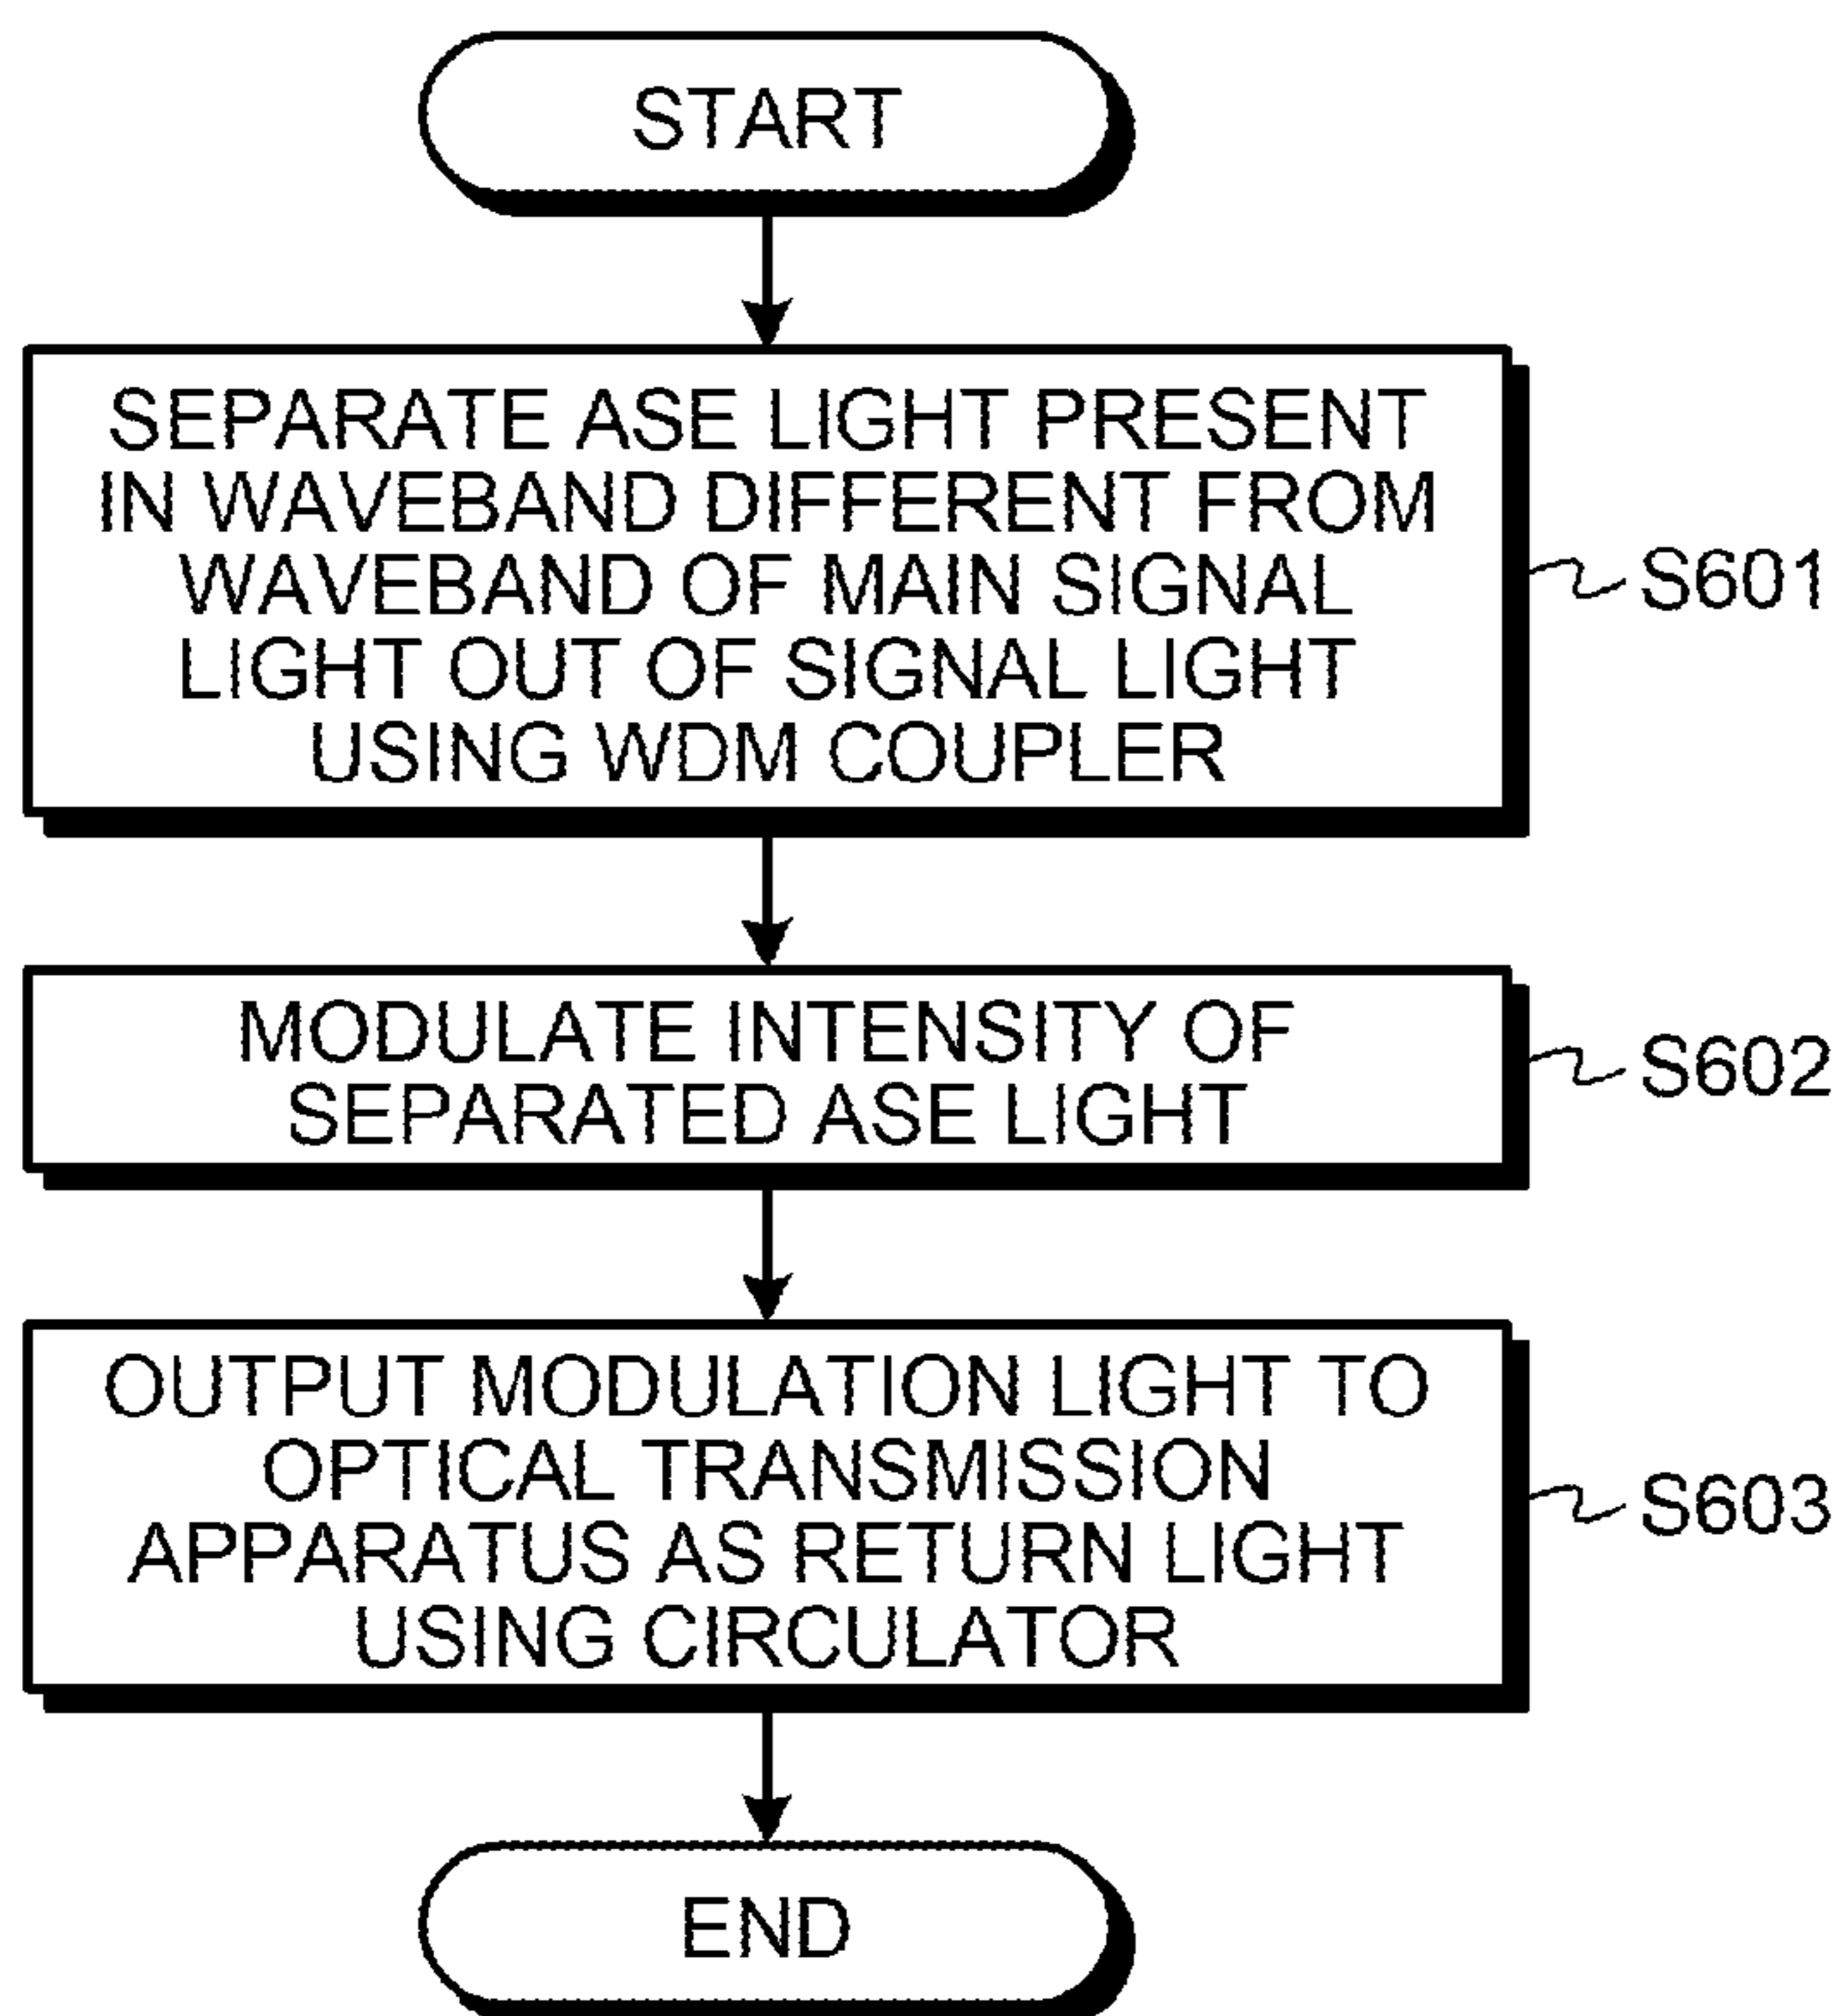 START
SEPARATE ASE LIGHT PRESENT
IN WAVEBAND DIFFERENT FROM
WAVEBAND OF MAIN SIGNAL
LIGHT OUT OF SIGNAL LIGHT
USING WDM COUPLER
S601
MODULATE INTENSITY OF
SEPARATED ASE LIGHT
S602
OUTPUT MODULATION LIGHT TO
OPTICAL TRANSMISSION
APPARATUS AS RETURN LIGHT
USING CIRCULATOR
S603
END